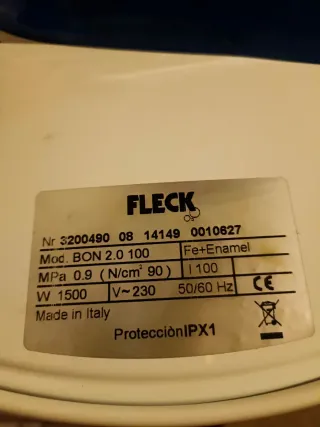 FLECK
Nr 3200490 08 14149 0010627
Mod. BON 2.0 100 Fe+Enamel
MPa 0.9 (N/cm² 90) l 100
W 1500 V~230 50/60 Hz CE
Made in Italy
ProtecciònIPX1